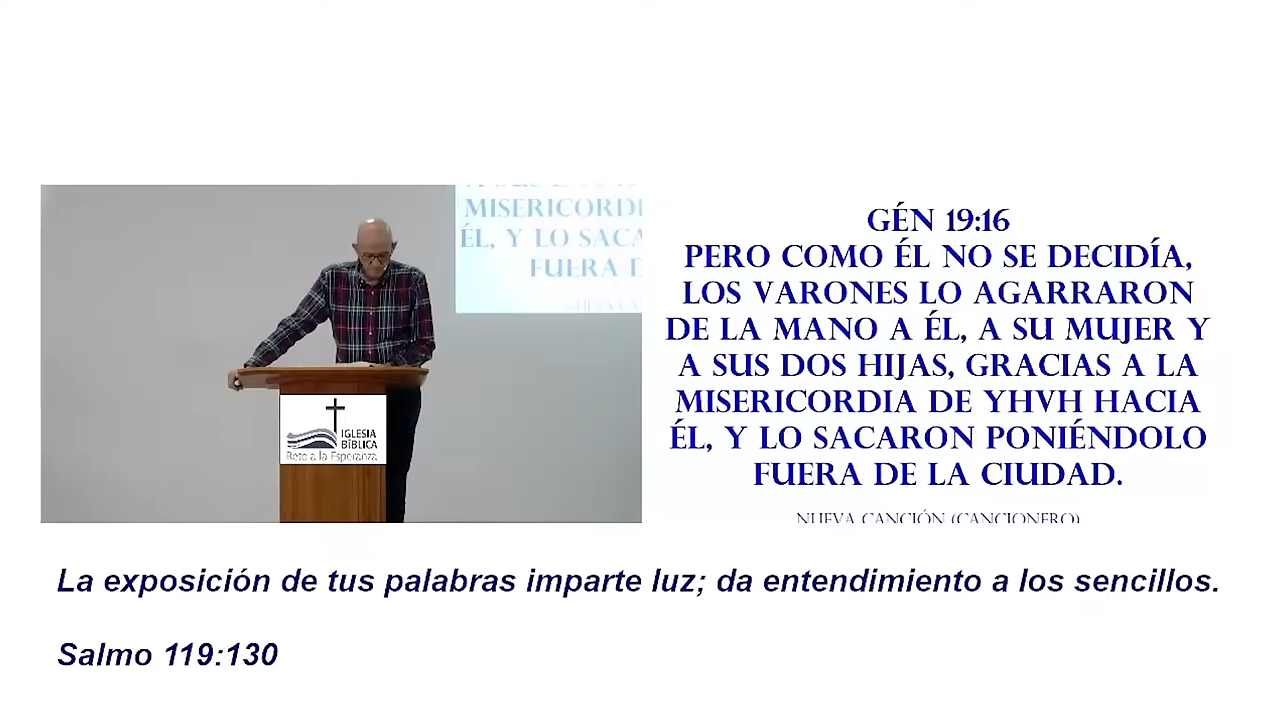 MISERICORDI
ÉL, Y LO SACA
FUERA D
IGLESIA
BÍBLICA
Reto a la Esperanza
GÉN 19:16
PERO COMO ÉL NO SE DECIDÍA,
LOS VARONES LO AGARRARON
DE LA MANO A ÉL, A SU MUJER Y
A SUS DOS HIJAS, GRACIAS A LA
MISERICORDIA DE YHVH HACIA
ÉL, Y LO SACARON PONIÉNDOLO
FUERA DE LA CIUDAD.
NUEVA CANCIÓN (CANCIONERO)
La exposición de tus palabras imparte luz; da entendimiento a los sencillos.
Salmo 119:130